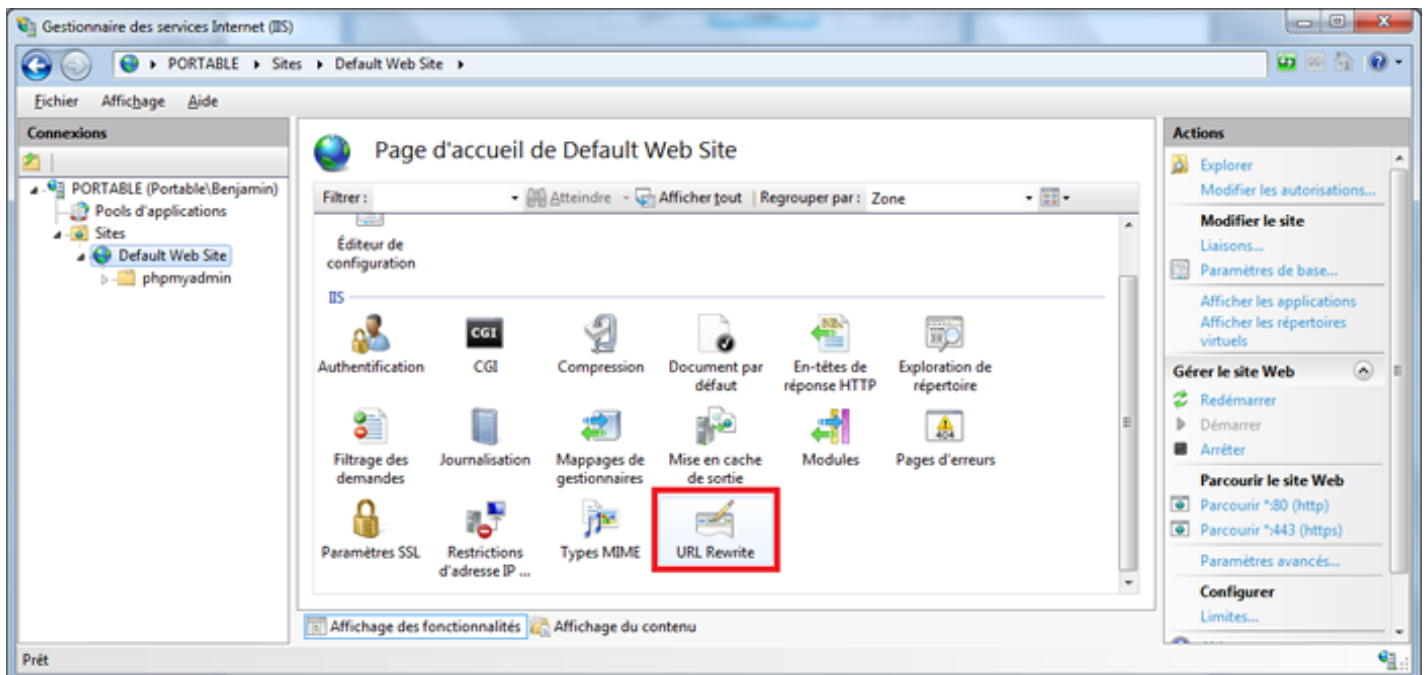 Gestionnaire des services Internet (IIS)
PORTABLE Sites Default Web Site
Fichier Affichage Aide
Connexions
PORTABLE (Portable\Benjamin)
Pools d'applications
Sites
Default Web Site
phpmyadmin
Page d'accueil de Default Web Site
Filtrer : Atteindre Afficher tout Regrouper par : Zone
Éditeur de
configuration
IIS
Authentification
CGI
CGI
Compression
Document par
défaut
En-têtes de
réponse HTTP
Exploration de
répertoire
Filtrage des
demandes
Journalisation
Mappages de
gestionnaires
Mise en cache
de sortie
Modules
404
Pages d'erreurs
Paramètres SSL
Restrictions
d'adresse IP ...
Types MIME
URL Rewrite
Affichage des fonctionnalités Affichage du contenu
Actions
Explorer
Modifier les autorisations...
Modifier le site
Liaisons...
Paramètres de base...
Afficher les applications
Afficher les répertoires
virtuels
Gérer le site Web
Redémarrer
Démarrer
Arrêter
Parcourir le site Web
Parcourir *:80 (http)
Parcourir *:443 (https)
Paramètres avancés...
Configurer
Limites...
Prêt